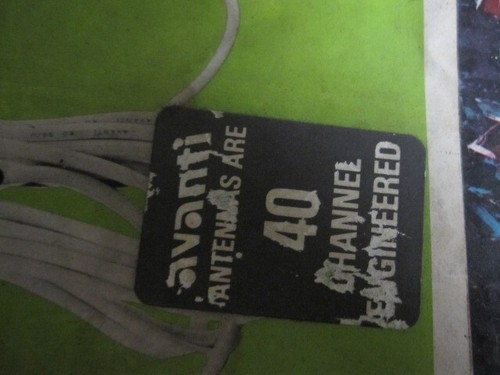 avanti
ANTENNAS ARE
40
CHANNEL
ENGINEERED